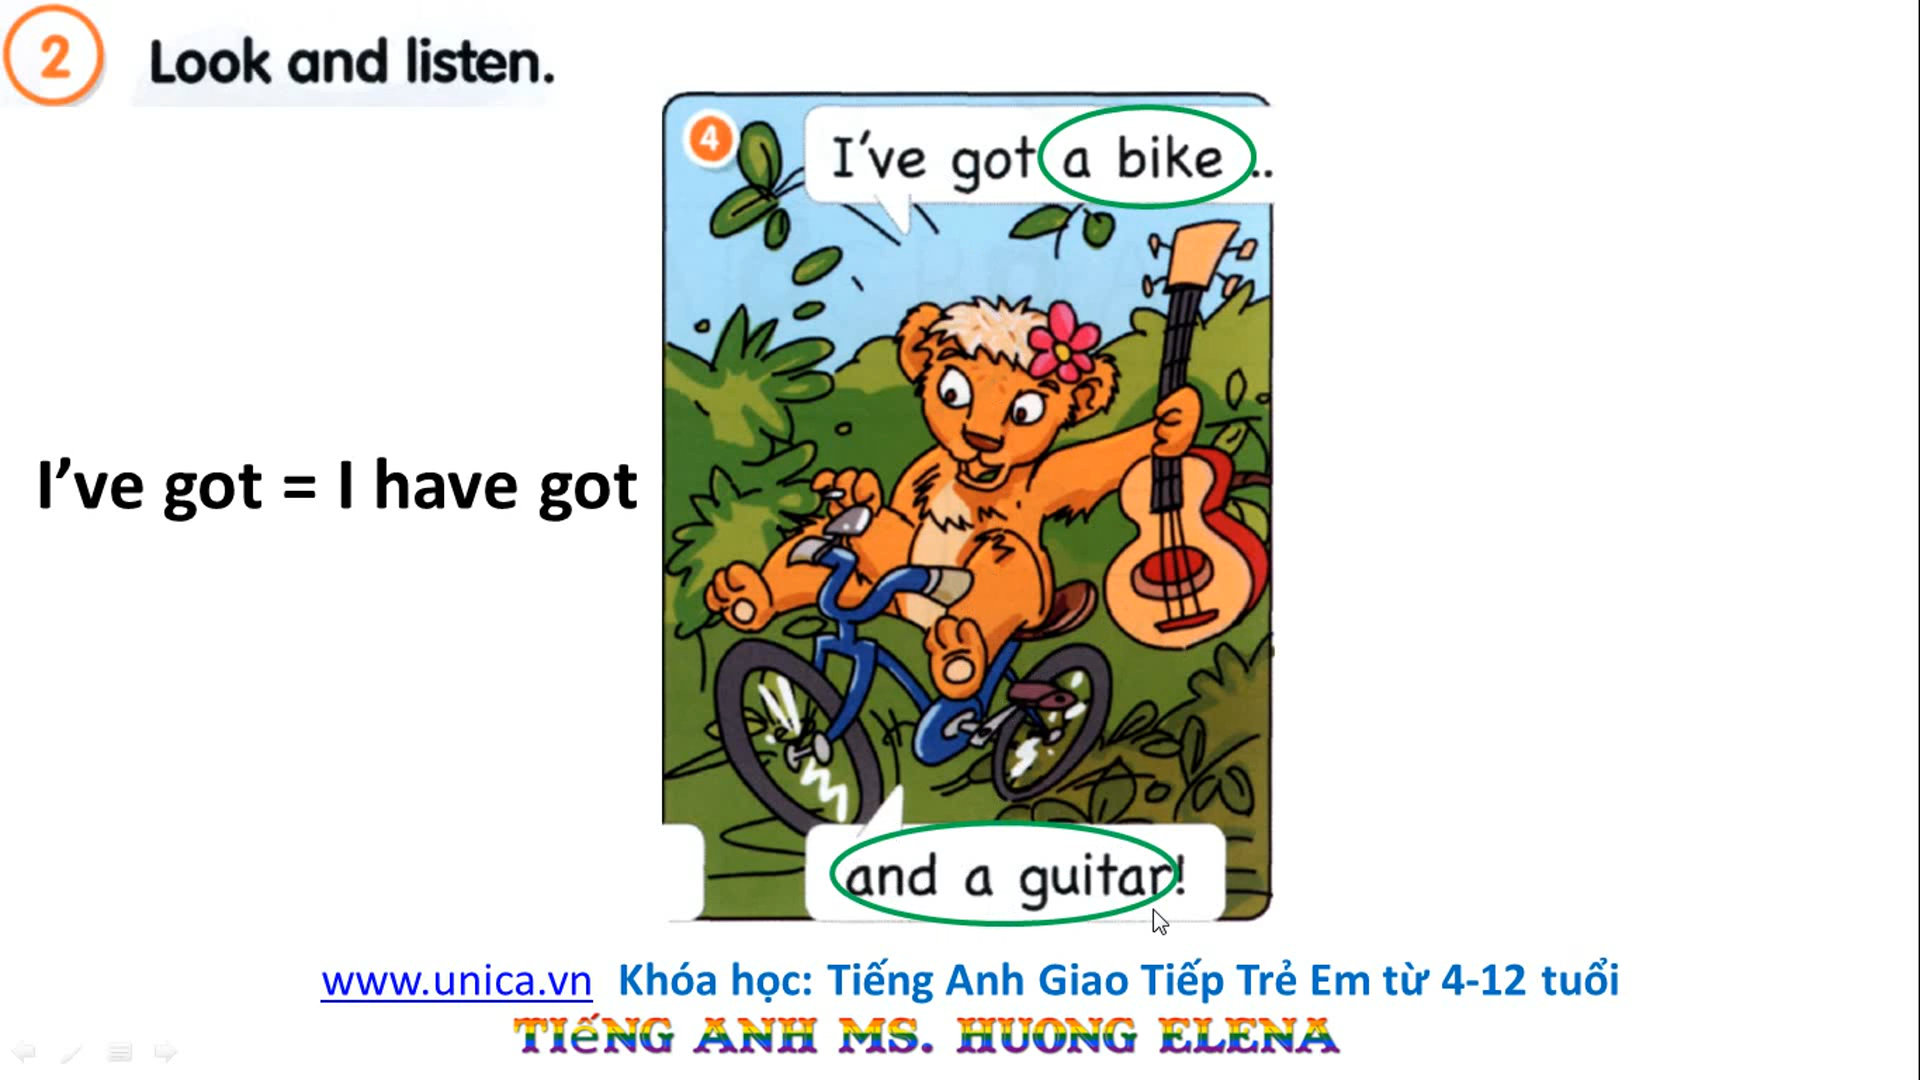 2 Look and listen.
4
I've got a bike ..
I’ve got = I have got
and a guitar!
www.unica.vn Khóa học: Tiếng Anh Giao Tiếp Trẻ Em từ 4-12 tuổi
TIếNG ANH MS. HUONG ELENA